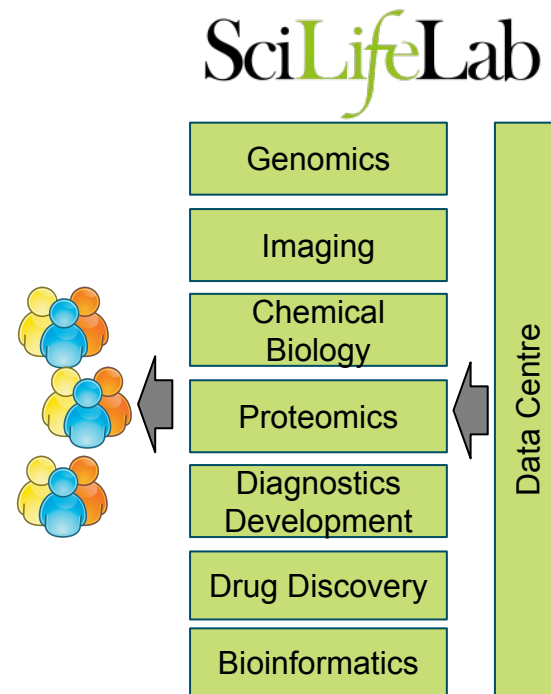 SciLifeLab
Genomics
Imaging
Chemical
Biology
Proteomics
Diagnostics
Development
Drug Discovery
Bioinformatics
Data Centre